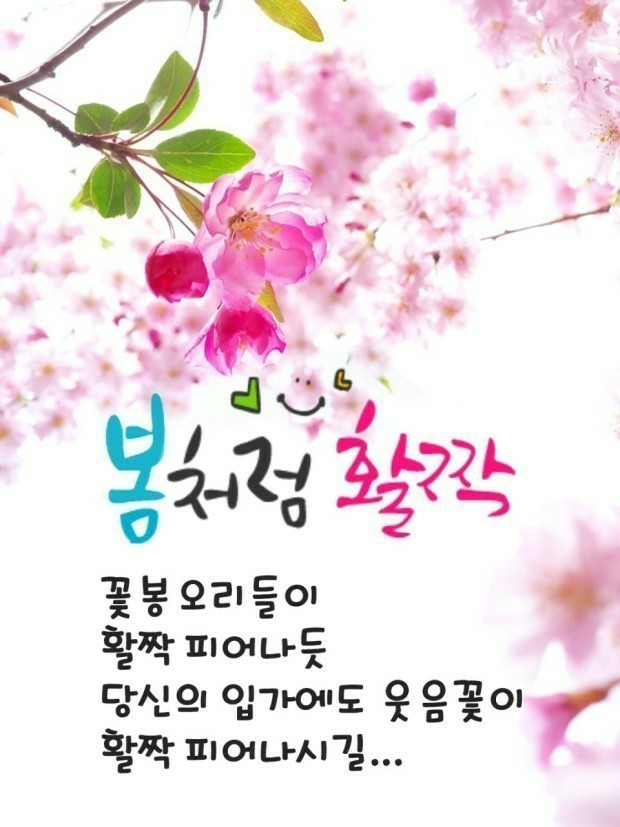 봄처럼 활짝
꽃봉오리들이
활짝 피어나듯
당신의 입가에도 웃음꽃이
활짝 피어나시길...